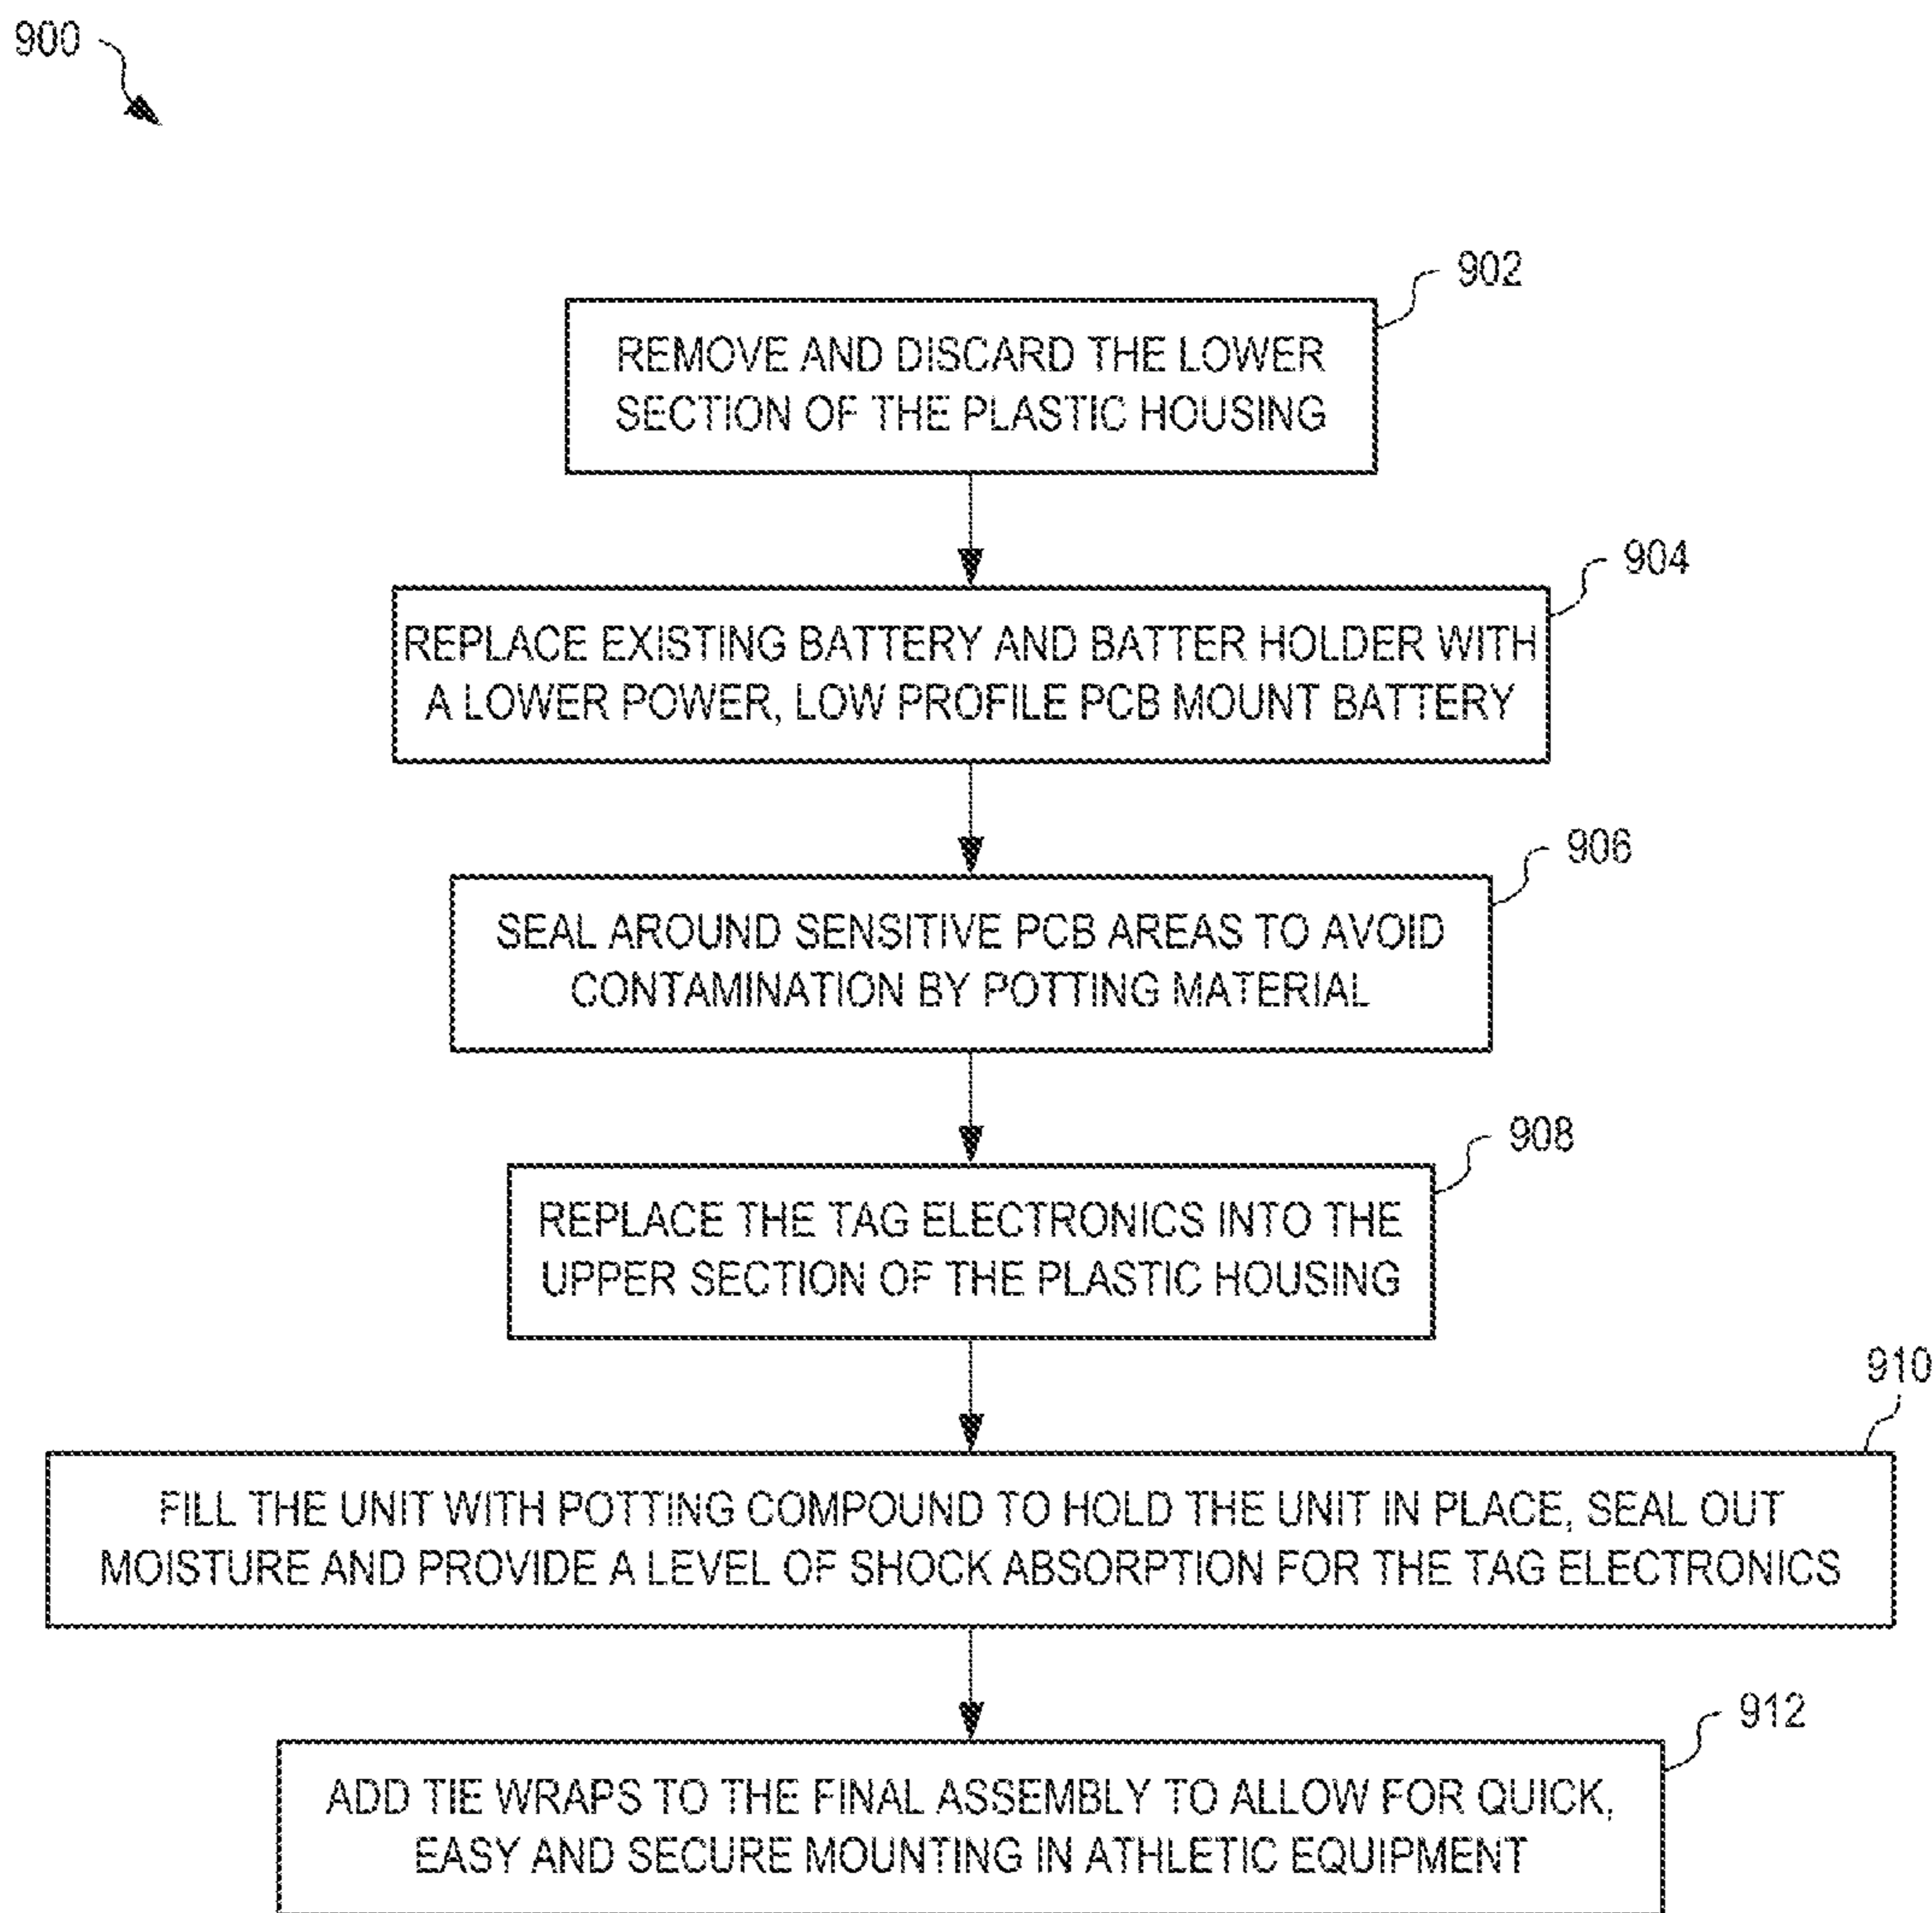 900
902
REMOVE AND DISCARD THE LOWER
SECTION OF THE PLASTIC HOUSING
904
REPLACE EXISTING BATTERY AND BATTER HOLDER WITH
A LOWER POWER, LOW PROFILE PCB MOUNT BATTERY
906
SEAL AROUND SENSITIVE PCB AREAS TO AVOID
CONTAMINATION BY POTTING MATERIAL
908
REPLACE THE TAG ELECTRONICS INTO THE
UPPER SECTION OF THE PLASTIC HOUSING
910
FILL THE UNIT WITH POTTING COMPOUND TO HOLD THE UNIT IN PLACE, SEAL OUT
MOISTURE AND PROVIDE A LEVEL OF SHOCK ABSORPTION FOR THE TAG ELECTRONICS
912
ADD TIE WRAPS TO THE FINAL ASSEMBLY TO ALLOW FOR QUICK,
EASY AND SECURE MOUNTING IN ATHLETIC EQUIPMENT